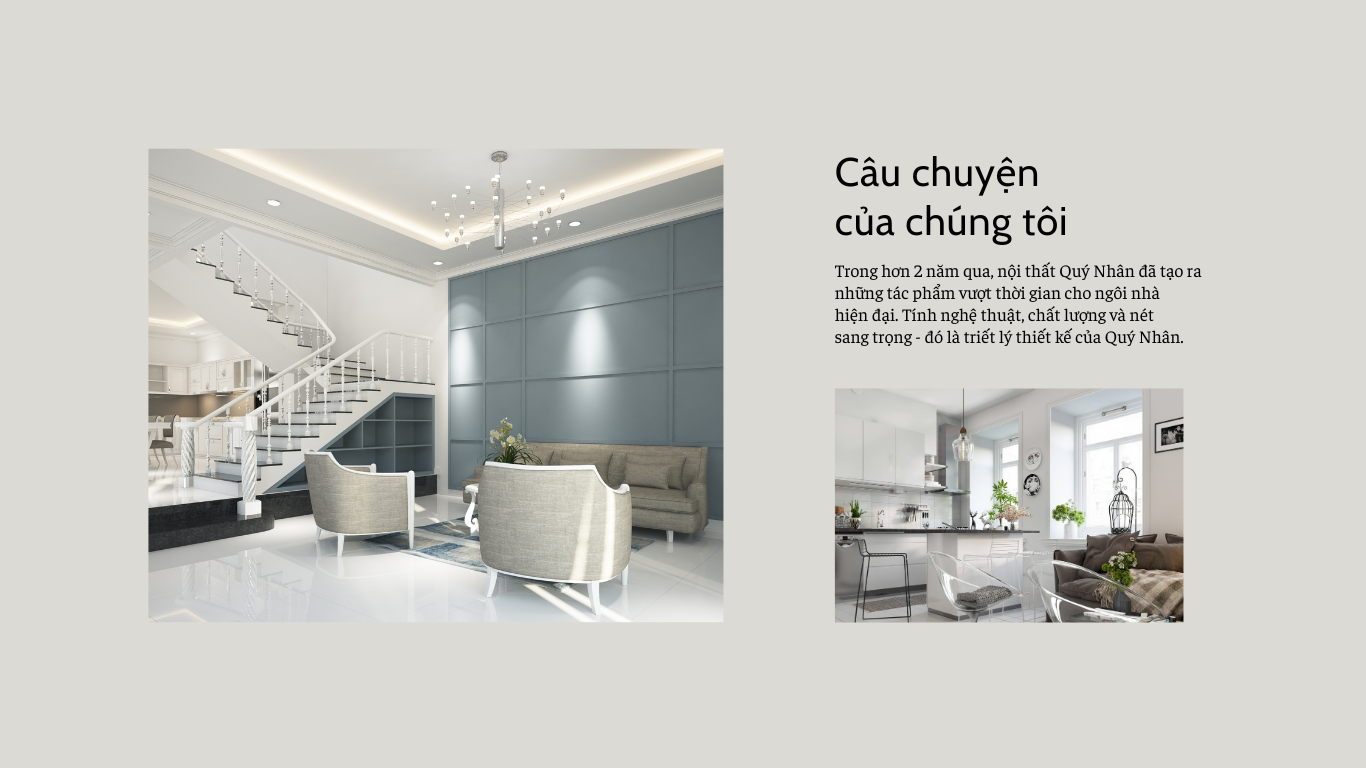 Câu chuyện
của chúng tôi
Trong hơn 2 năm qua, nội thất Quý Nhân đã tạo ra
những tác phẩm vượt thời gian cho ngôi nhà
hiện đại. Tính nghệ thuật, chất lượng và nét
sang trọng - đó là triết lý thiết kế của Quý Nhân.